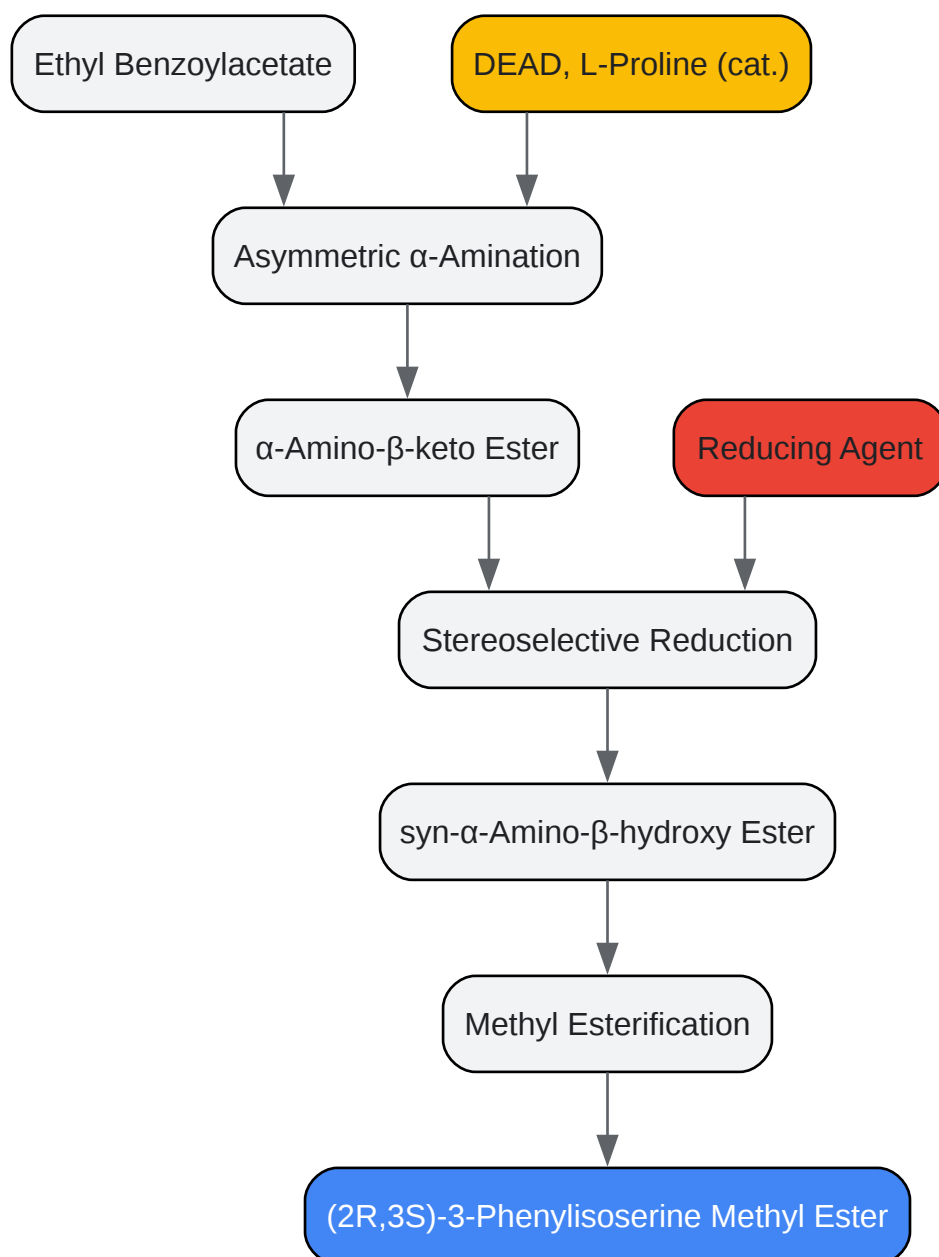 Ethyl Benzoylacetate
DEAD, L-Proline (cat.)
Asymmetric α-Amination
α-Amino-β-keto Ester
Reducing Agent
Stereoselective Reduction
syn-α-Amino-β-hydroxy Ester
Methyl Esterification
(2R,3S)-3-Phenylisoserine Methyl Ester